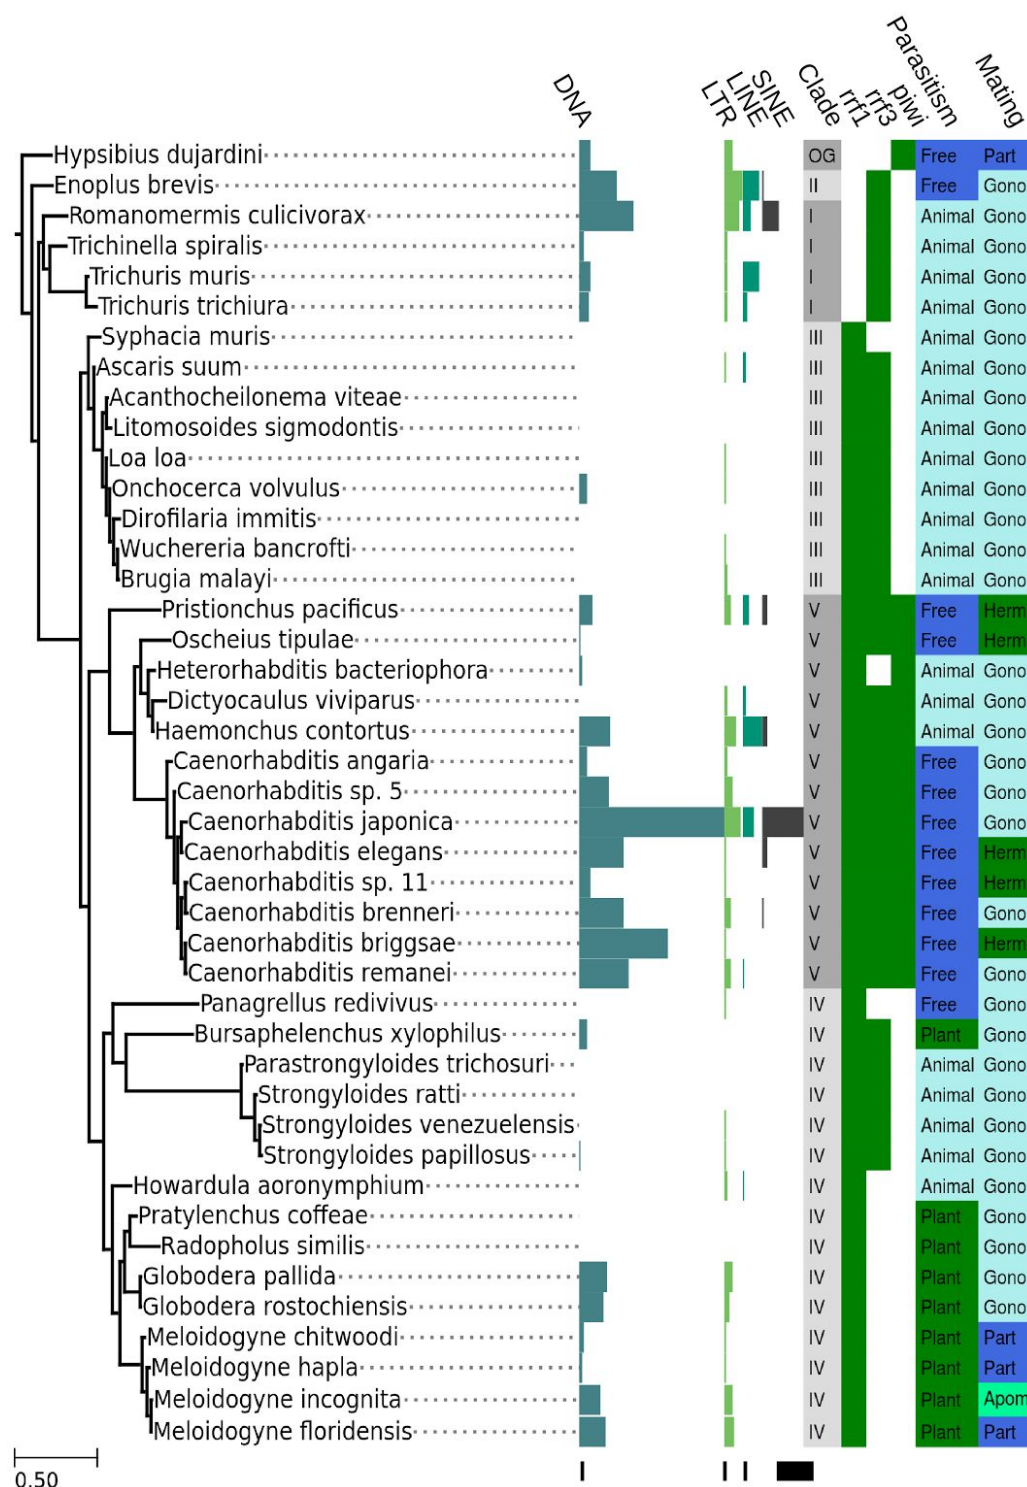 DNA LTR LINE SINE Clade rrf1 rrf3 piwi Parasitism Mating
Hypsibius dujardini OG Free Part
Enoplus brevis II Free Gono
Romanomermis culicivorax I Animal Gono
Trichinella spiralis I Animal Gono
Trichuris muris I Animal Gono
Trichuris trichiura I Animal Gono
Syphacia muris III Animal Gono
Ascaris suum III Animal Gono
Acanthocheilonema viteae III Animal Gono
Litomosoides sigmodontis III Animal Gono
Loa loa III Animal Gono
Onchocerca volvulus III Animal Gono
Dirofilaria immitis III Animal Gono
Wuchereria bancrofti III Animal Gono
Brugia malayi III Animal Gono
Pristionchus pacificus V Free Herm
Oscheius tipulae V Free Herm
Heterorhabditis bacteriophora V Animal Gono
Dictyocaulus viviparus V Animal Gono
Haemonchus contortus V Animal Gono
Caenorhabditis angaria V Free Gono
Caenorhabditis sp. 5 V Free Gono
Caenorhabditis japonica V Free Gono
Caenorhabditis elegans V Free Herm
Caenorhabditis sp. 11 V Free Herm
Caenorhabditis brenneri V Free Gono
Caenorhabditis briggsae V Free Herm
Caenorhabditis remanei V Free Gono
Panagrellus redivivus IV Free Gono
Bursaphelenchus xylophilus IV Plant Gono
Parastrongyloides trichosuri IV Animal Gono
Strongyloides ratti IV Animal Gono
Strongyloides venezuelensis IV Animal Gono
Strongyloides papillosus IV Animal Gono
Howardula aoronymphium IV Animal Gono
Pratylenchus coffeae IV Plant Gono
Radopholus similis IV Plant Gono
Globodera pallida IV Plant Gono
Globodera rostochiensis IV Plant Gono
Meloidogyne chitwoodi IV Plant Part
Meloidogyne hapla IV Plant Part
Meloidogyne incognita IV Plant Apom
Meloidogyne floridensis IV Plant Part
0.50